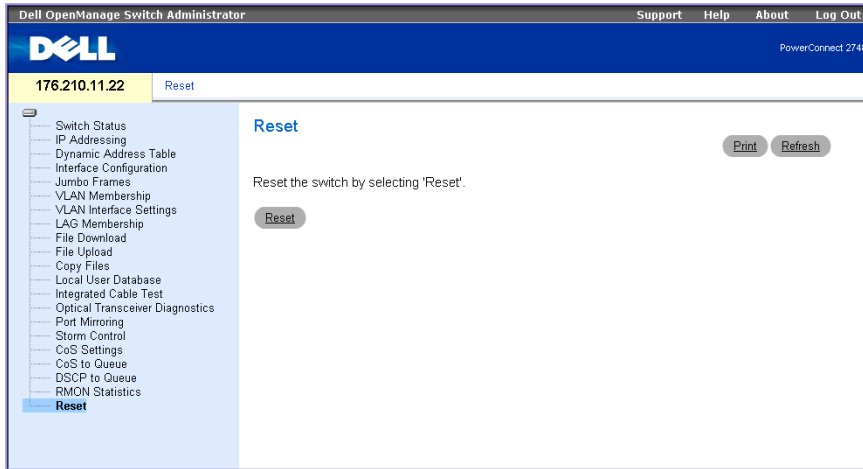 Dell OpenManage Switch Administrator
Support Help About Log Out
DELL
PowerConnect 2748
176.210.11.22
Reset
Switch Status
IP Addressing
Dynamic Address Table
Interface Configuration
Jumbo Frames
VLAN Membership
VLAN Interface Settings
LAG Membership
File Download
File Upload
Copy Files
Local User Database
Integrated Cable Test
Optical Transceiver Diagnostics
Port Mirroring
Storm Control
CoS Settings
CoS to Queue
DSCP to Queue
RMON Statistics
Reset
Reset
Print Refresh
Reset the switch by selecting 'Reset'.
Reset